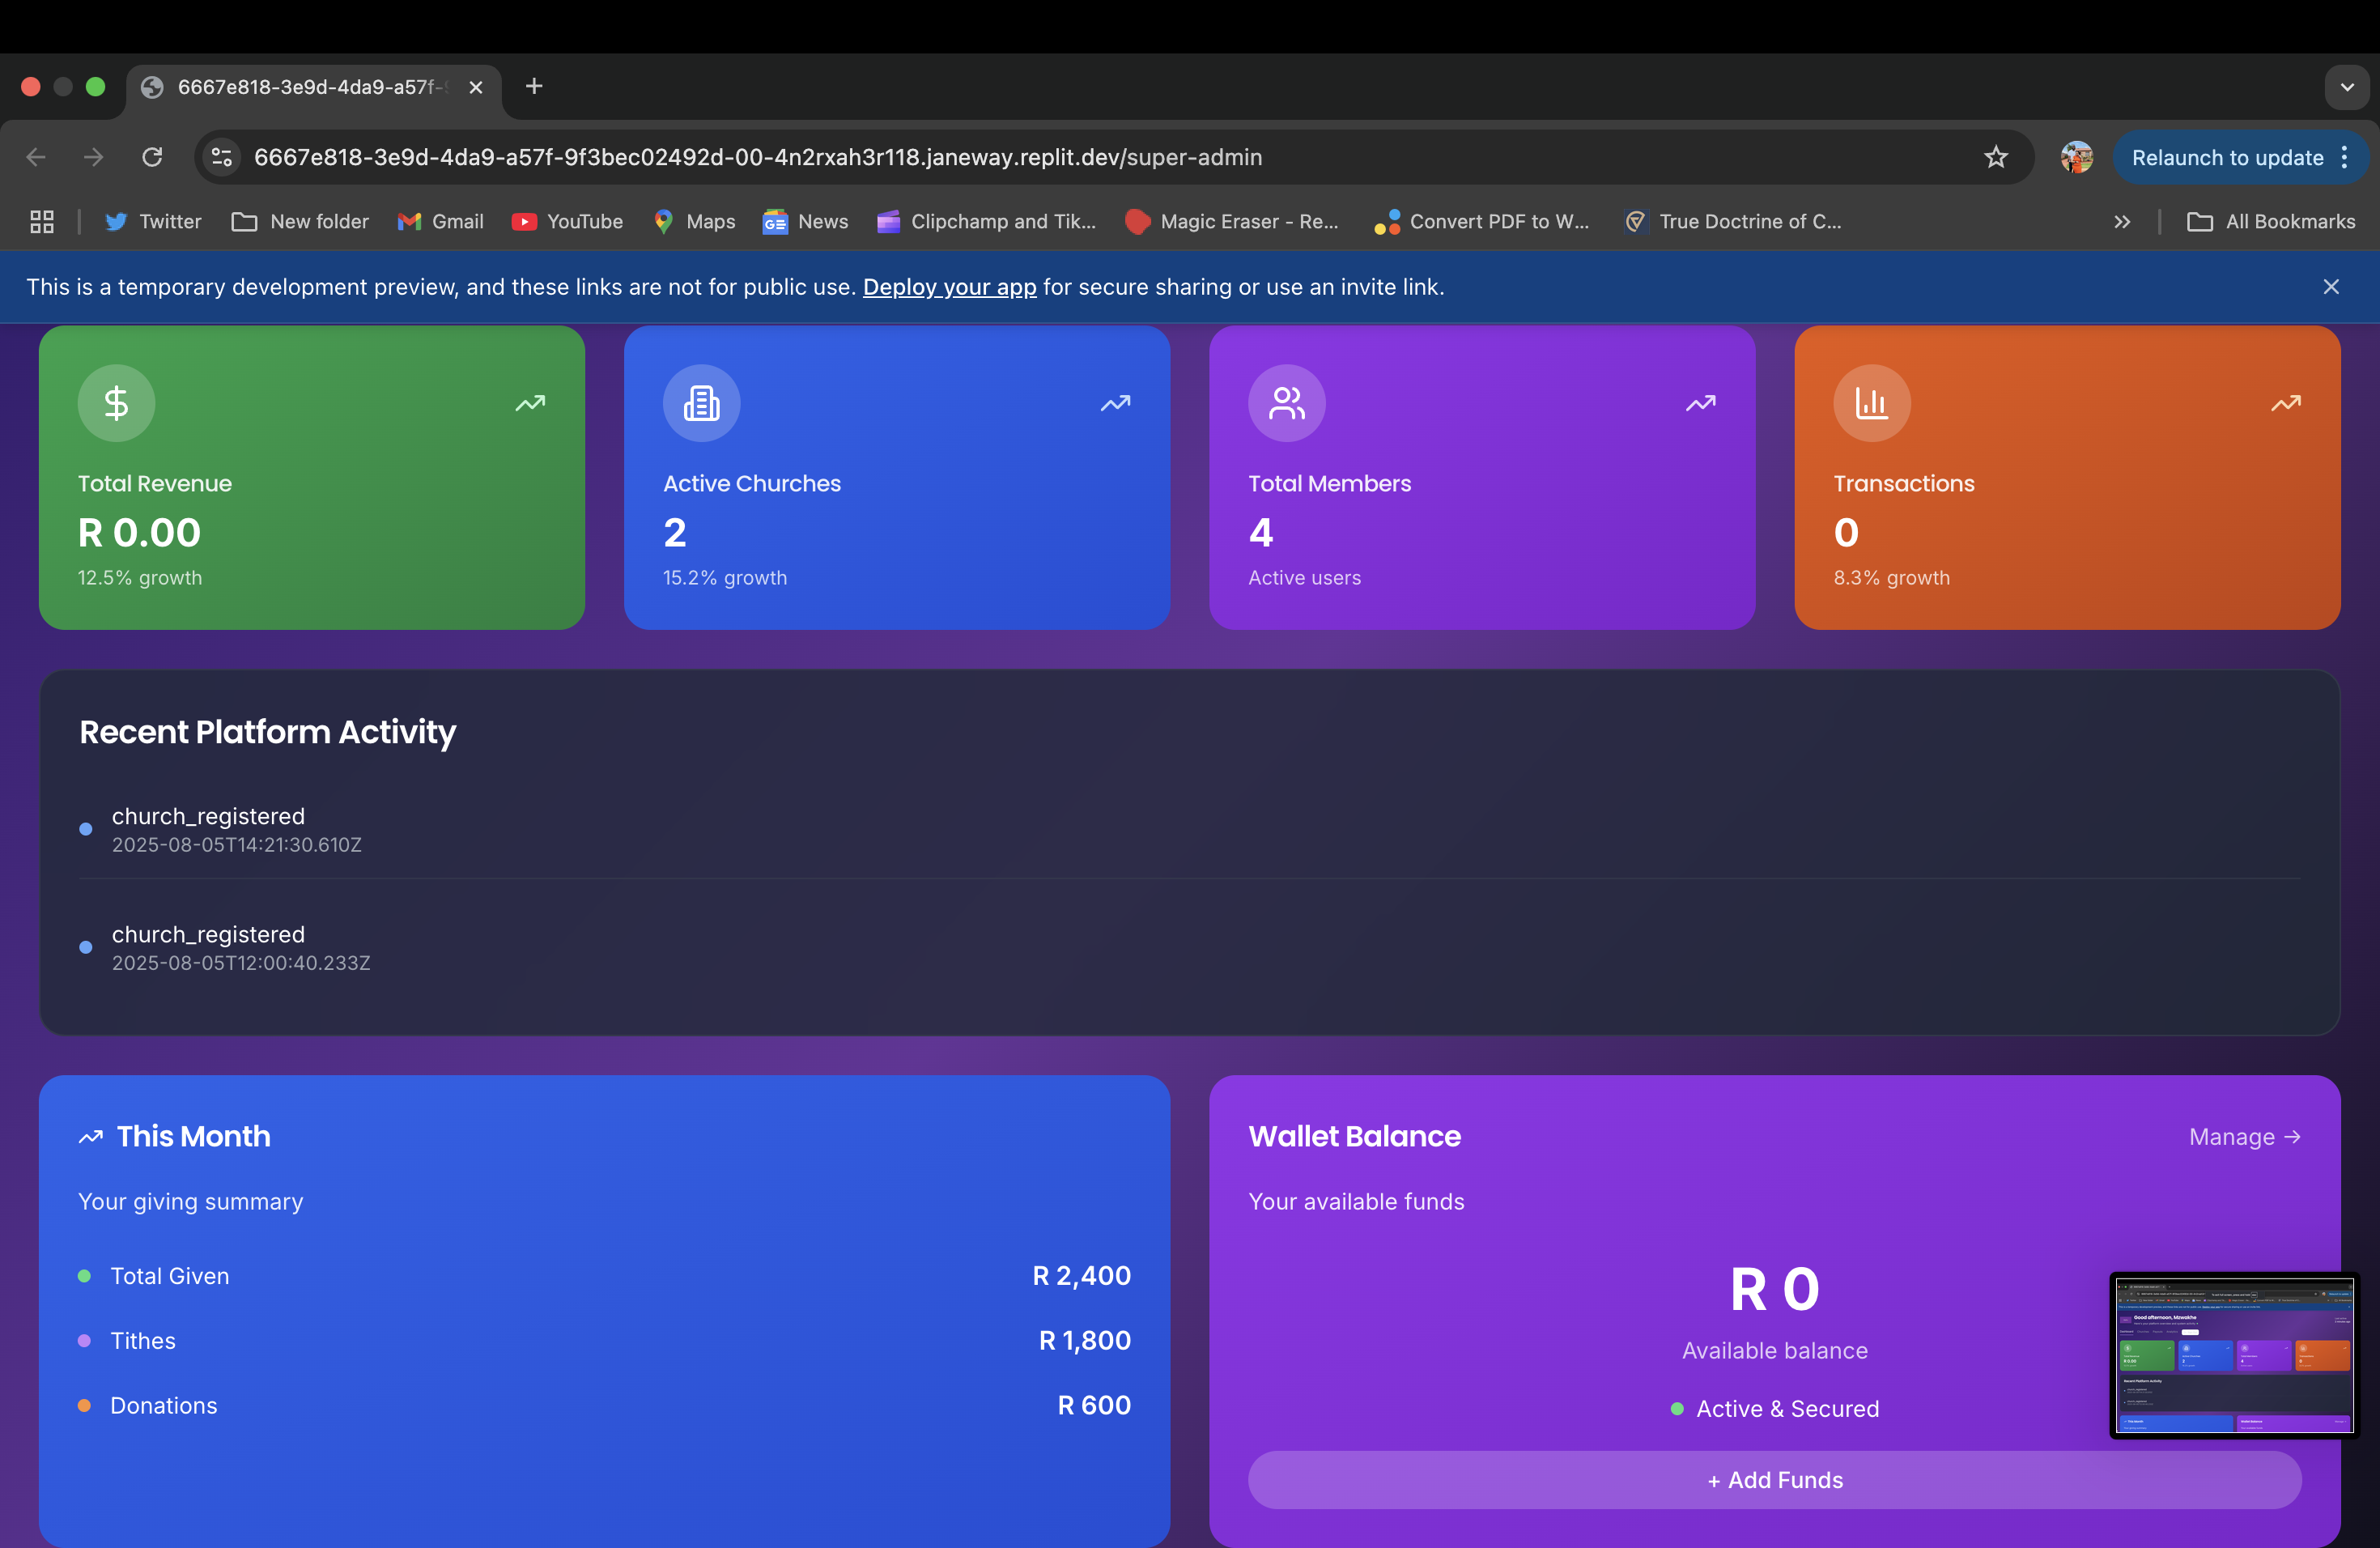 6667e818-3e9d-4da9-a57f-
6667e818-3e9d-4da9-a57f-9f3bec02492d-00-4n2rxah3r118.janeway.replit.dev/super-admin
Relaunch to update
Twitter New folder Gmail YouTube Maps News Clipchamp and Tik... Magic Eraser - Re... Convert PDF to W... True Doctrine of C... All Bookmarks
This is a temporary development preview, and these links are not for public use. Deploy your app for secure sharing or use an invite link.
Total Revenue
R 0.00
12.5% growth
Active Churches
2
15.2% growth
Total Members
4
Active users
Transactions
0
8.3% growth
Recent Platform Activity
church_registered
2025-08-05T14:21:30.610Z
church_registered
2025-08-05T12:00:40.233Z
This Month
Your giving summary
Total Given R 2,400
Tithes R 1,800
Donations R 600
Wallet Balance
Manage →
Your available funds
R 0
Available balance
Active & Secured
+ Add Funds
Good afternoon, Mzwakhe
Recent Platform Activity